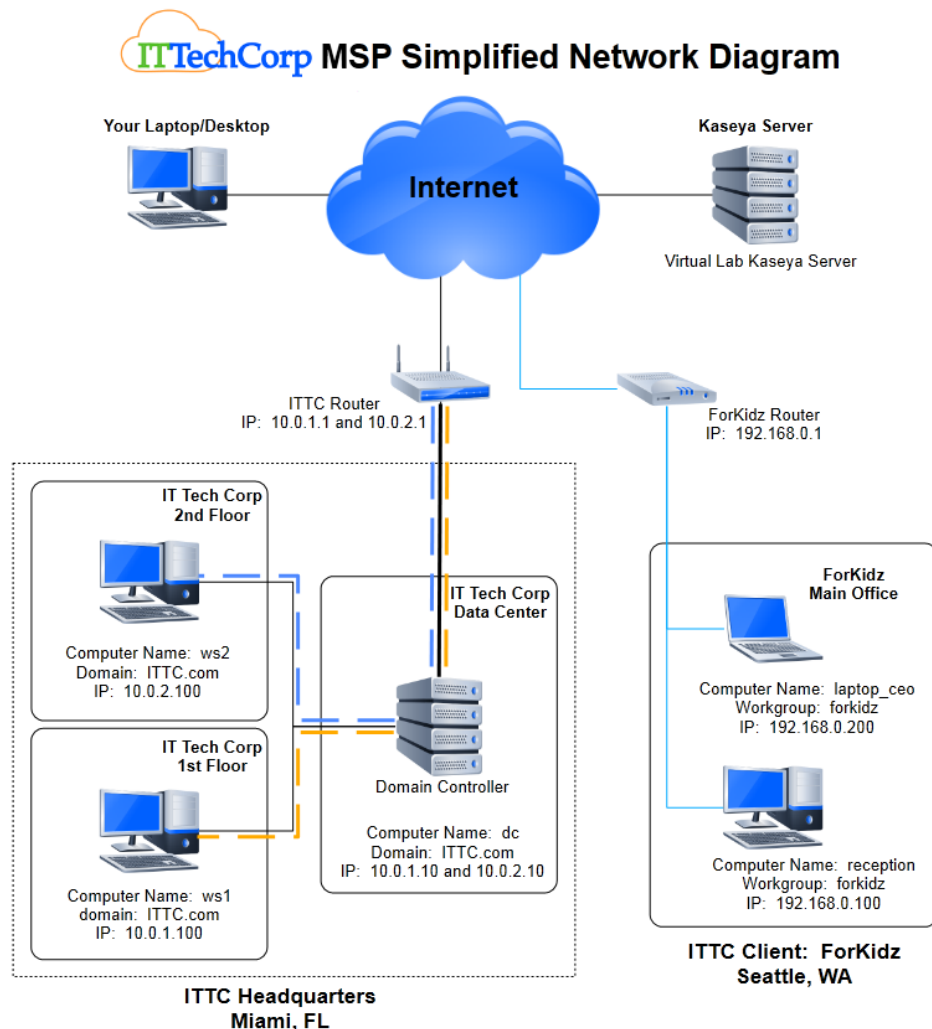 ITTechCorp MSP Simplified Network Diagram
Your Laptop/Desktop
Kaseya Server
Internet
Virtual Lab Kaseya Server
ITTC Router
IP: 10.0.1.1 and 10.0.2.1
ForKidz Router
IP: 192.168.0.1
IT Tech Corp
2nd Floor
Computer Name: ws2
Domain: ITTC.com
IP: 10.0.2.100
IT Tech Corp
Data Center
Domain Controller
Computer Name: dc
Domain: ITTC.com
IP: 10.0.1.10 and 10.0.2.10
IT Tech Corp
1st Floor
Computer Name: ws1
domain: ITTC.com
IP: 10.0.1.100
ForKidz
Main Office
Computer Name: laptop_ceo
Workgroup: forkidz
IP: 192.168.0.200
Computer Name: reception
Workgroup: forkidz
IP: 192.168.0.100
ITTC Client: ForKidz
Seattle, WA
ITTC Headquarters
Miami, FL